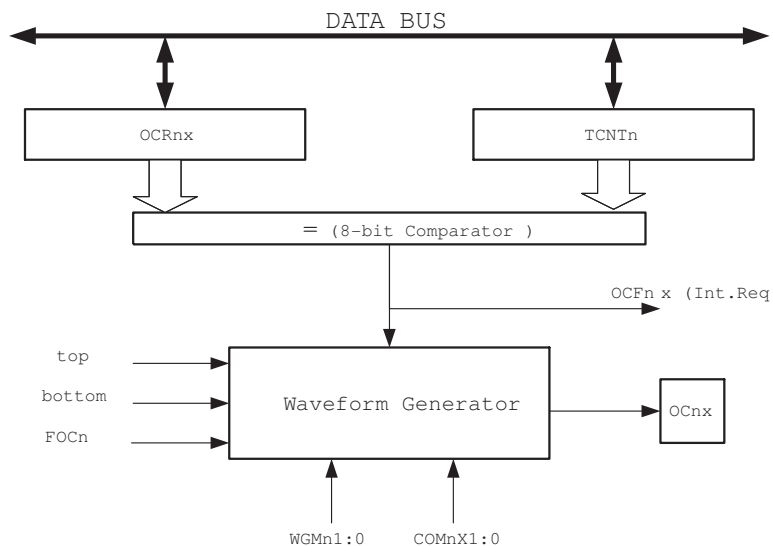 DATA BUS
OCRnx
TCNTn
= (8-bit Comparator )
OCFn x (Int.Req
top
bottom
FOCn
Waveform Generator
OCnx
WGMn1:0
COMnX1:0